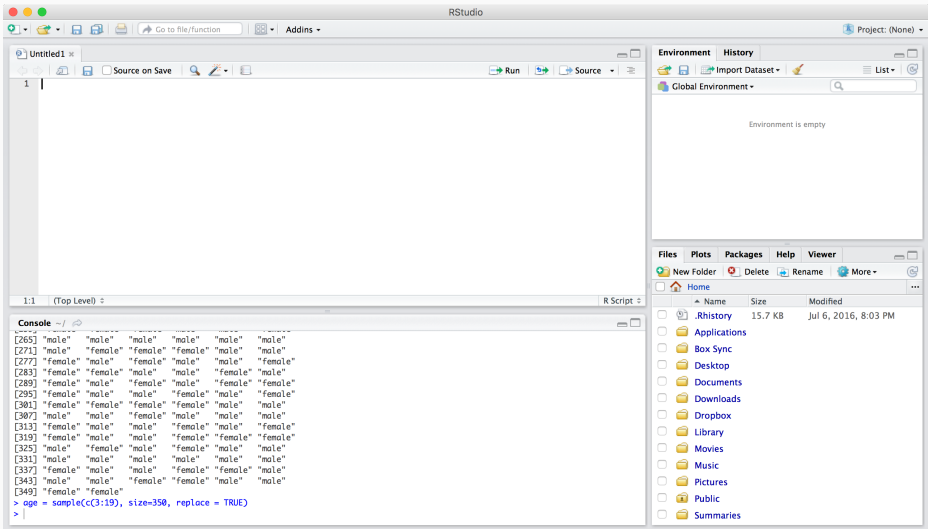 RStudio
Go to file/function
Addins
Project: (None)
Untitled1
Source on Save
Run
Source
1
1:1 (Top Level)
R Script
Console ~/
[265] "male" "male" "male" "male" "female" "male"
[271] "male" "female" "female" "female" "male" "male"
[277] "female" "male" "female" "male" "male" "female"
[283] "female" "female" "male" "male" "female" "male"
[289] "female" "male" "female" "female" "female" "female"
[295] "female" "male" "female" "female" "male" "female"
[301] "female" "female" "female" "female" "male" "male"
[307] "male" "male" "female" "male" "male" "male"
[313] "female" "female" "male" "male" "male" "female"
[319] "female" "male" "male" "female" "female" "female"
[325] "male" "female" "male" "female" "male" "male"
[331] "male" "male" "male" "female" "male" "male"
[337] "female" "male" "male" "female" "female" "male"
[343] "male" "male" "female" "female" "male" "male"
[349] "female" "female"
> age = sample(c(3:19), size=350, replace = TRUE)
>
Environment History
Import Dataset
List
Global Environment
Environment is empty
Files Plots Packages Help Viewer
New Folder Delete Rename More
Home
Name Size Modified
.Rhistory 15.7 KB Jul 6, 2016, 8:03 PM
Applications
Box Sync
Desktop
Documents
Downloads
Dropbox
Library
Movies
Music
Pictures
Public
Summaries